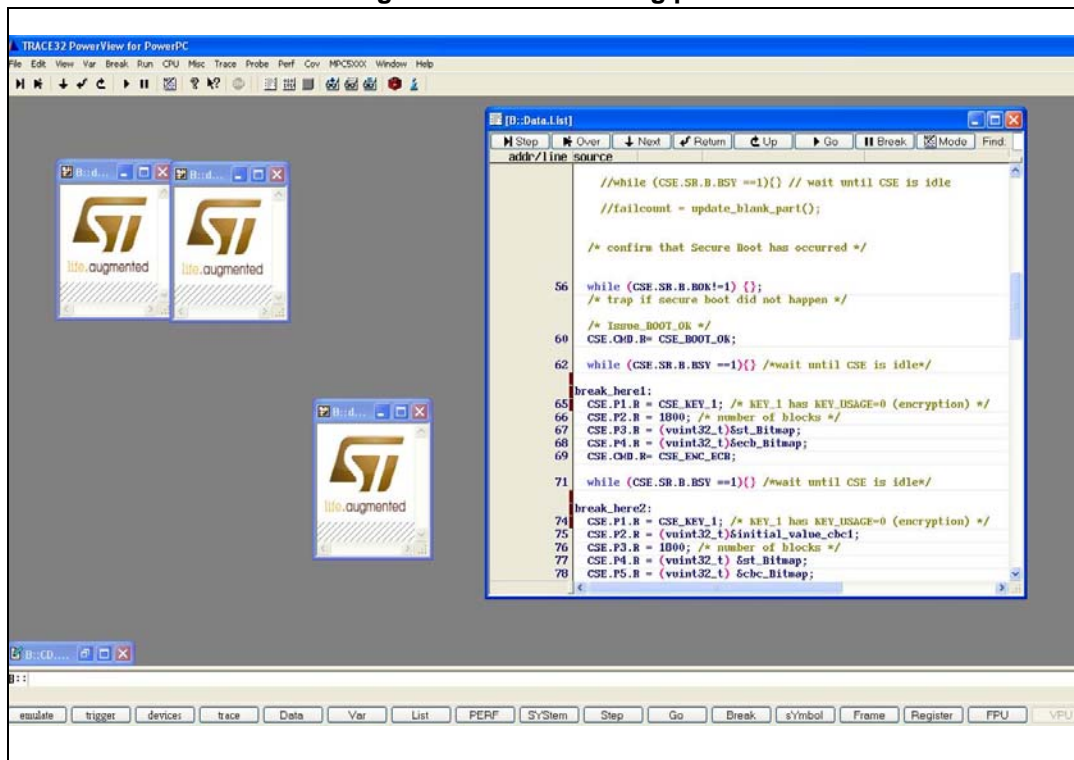 TRACE32 PowerView for PowerPC
File Edit View Var Break Run CPU Misc Trace Probe Perf Cov MPC5XXX Window Help
[B::Data.List]
Step Over Next Return Up Go Break Mode Find:
addr/line source
//while (CSE.SR.B.BSY ==1){} // wait until CSE is idle
//failcount = update_blank_part();
/* confirm that Secure Boot has occurred */
56 while (CSE.SR.B.BOK!=1) {};
/* trap if secure boot did not happen */
/* Issue_BOOT_OK */
60 CSE.CMD.R= CSE_BOOT_OK;
62 while (CSE.SR.B.BSY ==1){} /*wait until CSE is idle*/
break_here1:
65 CSE.P1.R = CSE_KEY_1; /* KEY_1 has KEY_USAGE=0 (encryption) */
66 CSE.P2.R = 1800; /* number of blocks */
67 CSE.P3.R = (vuint32_t)&st_Bitmap;
68 CSE.P4.R = (vuint32_t)&ecb_Bitmap;
69 CSE.CMD.R= CSE_ENC_ECB;
71 while (CSE.SR.B.BSY ==1){} /*wait until CSE is idle*/
break_here2:
74 CSE.P1.R = CSE_KEY_1; /* KEY_1 has KEY_USAGE=0 (encryption) */
75 CSE.P2.R = (vuint32_t)&initial_value_cbc1;
76 CSE.P3.R = 1800; /* number of blocks */
77 CSE.P4.R = (vuint32_t) &st_Bitmap;
78 CSE.P5.R = (vuint32_t) &cbc_Bitmap;
B::d...
ST
life.augmented
B::d...
ST
life.augmented
B::d...
ST
life.augmented
B::CD....
B::
emulate trigger devices trace Data Var List PERF SYStem Step Go Break sYmbol Frame Register FPU VPU